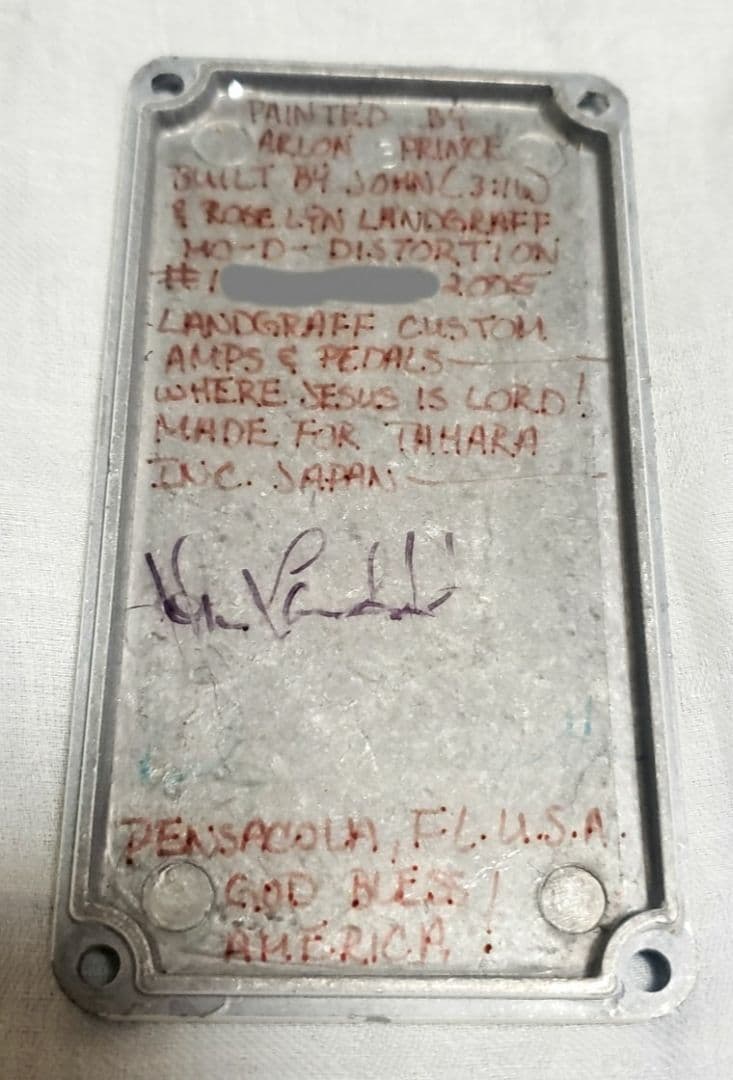 PAINTED BY
ARLON PRINCE
BUILT BY JOHN (3:16)
& ROSE LYN LANDGRAFF
MO-D- DISTORTION
#1 2005
LANDGRAFF CUSTOM
AMPS & PEDALS
WHERE JESUS IS LORD!
MADE FOR TAHARA
INC. JAPAN
PENSACOLA, FL. U.S.A.
GOD BLESS
AMERICA!